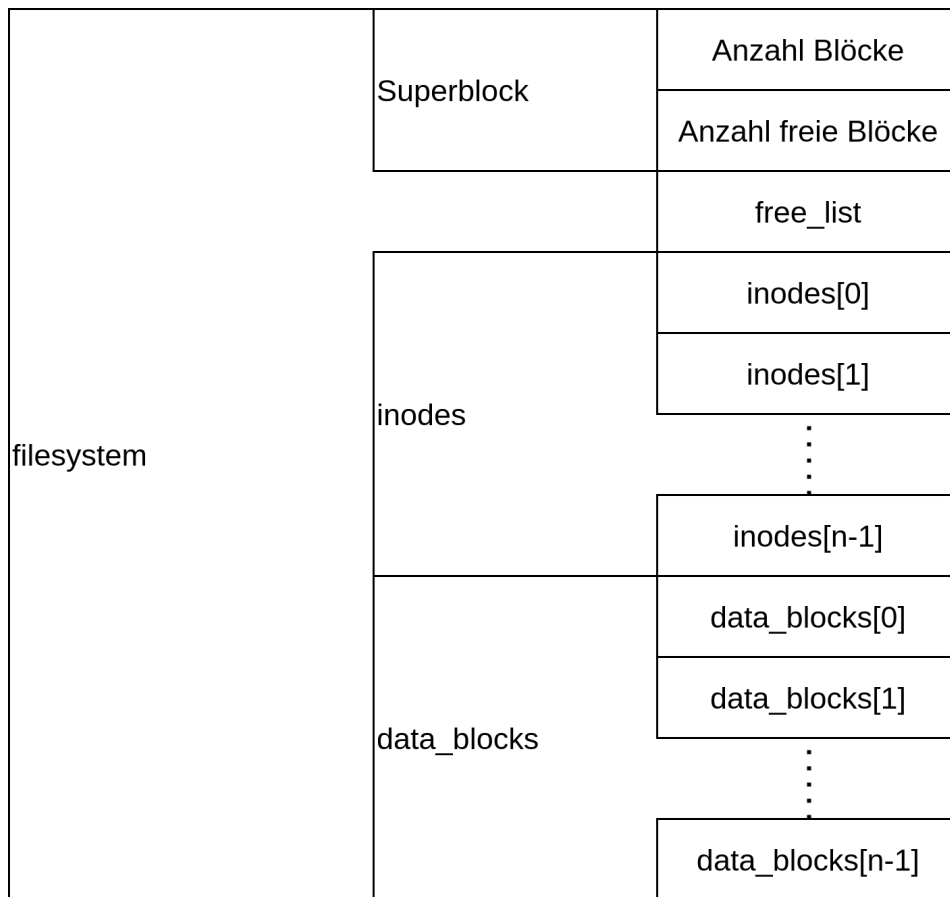 Anzahl Blöcke
Superblock
Anzahl freie Blöcke
free_list
inodes[0]
inodes[1]
inodes
filesystem
inodes[n-1]
data_blocks[0]
data_blocks[1]
data_blocks
data_blocks[n-1]